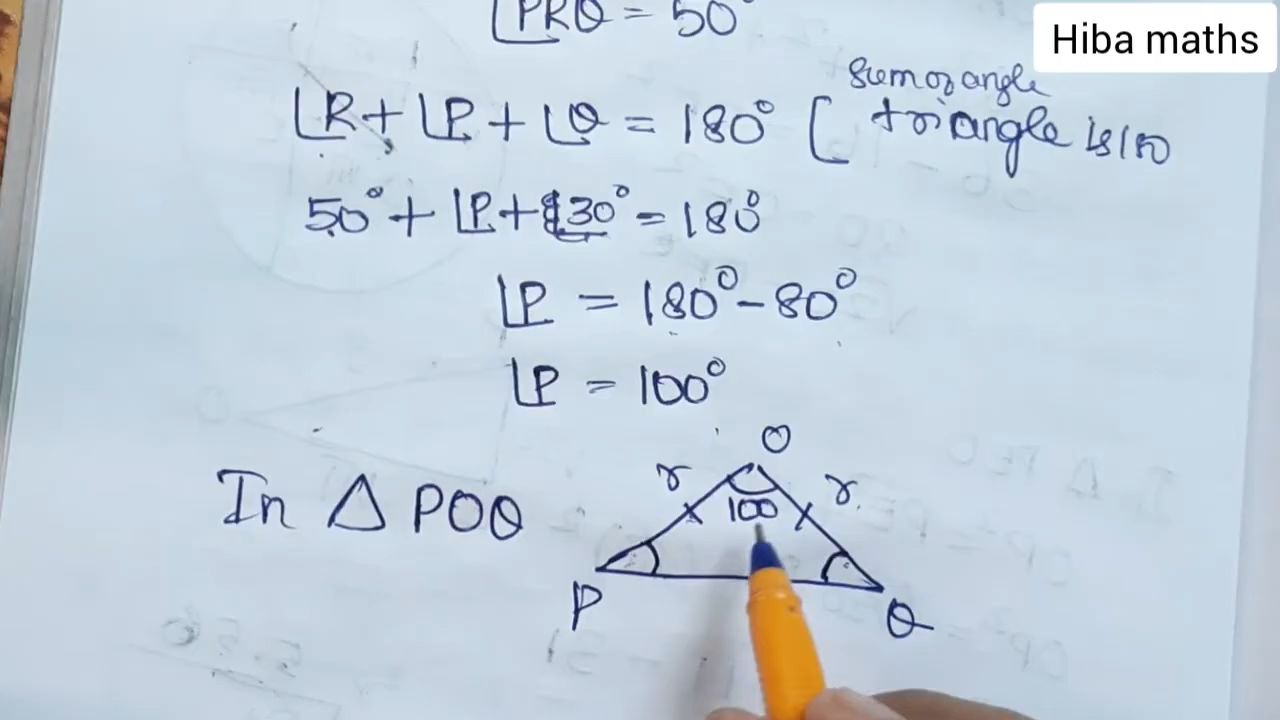 ∟PRQ = 50°
Hiba maths
sum of angle
∟R + ∟P + ∟Q = 180° [ triangle is 180
50° + ∟P + 30° = 180°
∟P = 180° - 80°
∟P = 100°
O
r r
100
In △ POQ
P Q